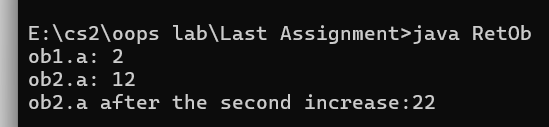 E:\cs2\oops lab\Last Assignment>java RetOb
ob1.a: 2
ob2.a: 12
ob2.a after the second increase:22